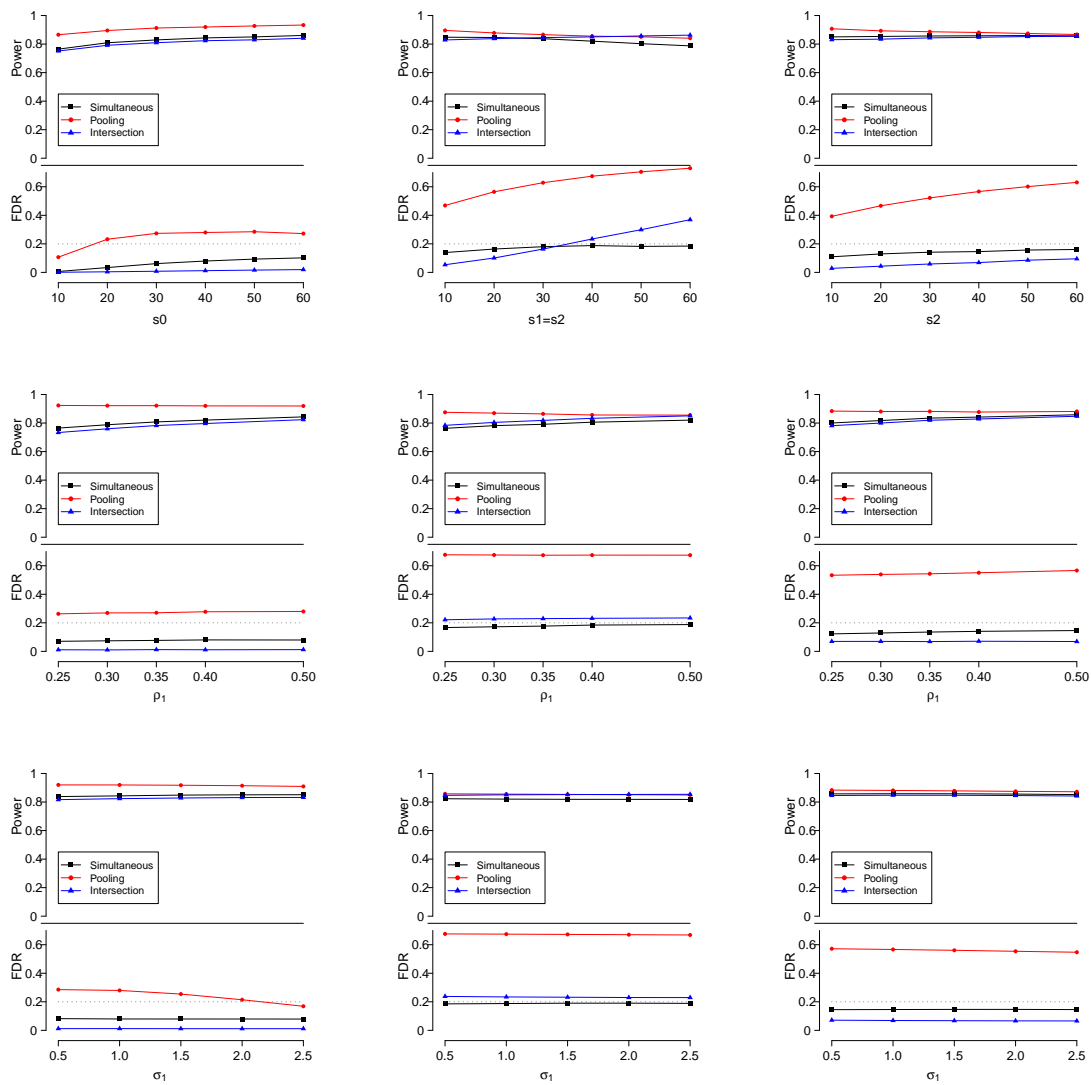 Power
1
0.8
0.6
0.4
0.2
0
Simultaneous
Pooling
Intersection
FDR
0.6
0.4
0.2
0
10 20 30 40 50 60
s0
Power
1
0.8
0.6
0.4
0.2
0
Simultaneous
Pooling
Intersection
FDR
0.6
0.4
0.2
0
10 20 30 40 50 60
s1=s2
Power
1
0.8
0.6
0.4
0.2
0
Simultaneous
Pooling
Intersection
FDR
0.6
0.4
0.2
0
10 20 30 40 50 60
s2
Power
1
0.8
0.6
0.4
0.2
0
Simultaneous
Pooling
Intersection
FDR
0.6
0.4
0.2
0
0.25 0.30 0.35 0.40 0.50
ρ1
Power
1
0.8
0.6
0.4
0.2
0
Simultaneous
Pooling
Intersection
FDR
0.6
0.4
0.2
0
0.25 0.30 0.35 0.40 0.50
ρ1
Power
1
0.8
0.6
0.4
0.2
0
Simultaneous
Pooling
Intersection
FDR
0.6
0.4
0.2
0
0.25 0.30 0.35 0.40 0.50
ρ1
Power
1
0.8
0.6
0.4
0.2
0
Simultaneous
Pooling
Intersection
FDR
0.6
0.4
0.2
0
0.5 1.0 1.5 2.0 2.5
σ1
Power
1
0.8
0.6
0.4
0.2
0
Simultaneous
Pooling
Intersection
FDR
0.6
0.4
0.2
0
0.5 1.0 1.5 2.0 2.5
σ1
Power
1
0.8
0.6
0.4
0.2
0
Simultaneous
Pooling
Intersection
FDR
0.6
0.4
0.2
0
0.5 1.0 1.5 2.0 2.5
σ1